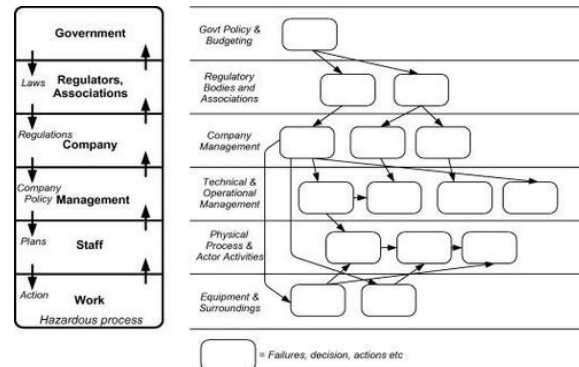 Government
Laws
Regulators,
Associations
Regulations
Company
Company
Policy
Management
Plans
Staff
Action
Work
Hazardous process
Govt Policy &
Budgeting
Regulatory
Bodies and
Associations
Company
Management
Technical &
Operational
Management
Physical
Process &
Actor Activities
Equipment &
Surroundings
= Failures, decision, actions etc